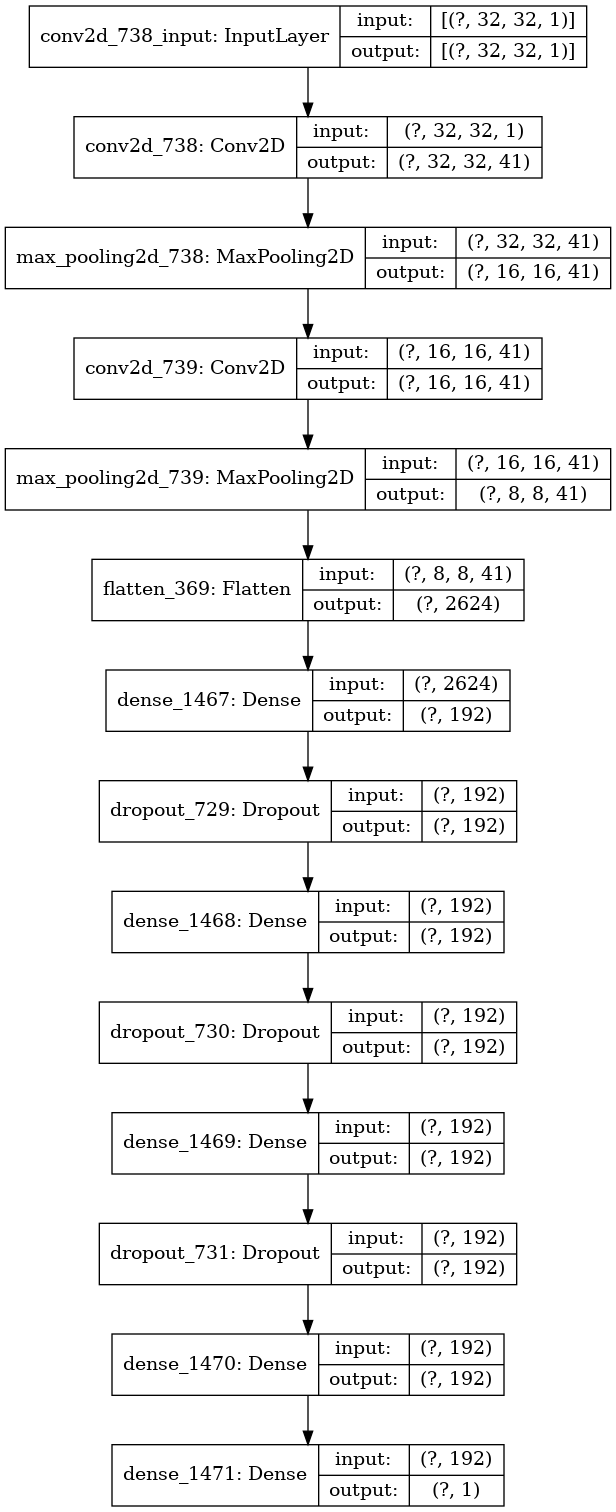 conv2d_738_input: InputLayer
input: [(?, 32, 32, 1)]
output: [(?, 32, 32, 1)]
conv2d_738: Conv2D
input: (?, 32, 32, 1)
output: (?, 32, 32, 41)
max_pooling2d_738: MaxPooling2D
input: (?, 32, 32, 41)
output: (?, 16, 16, 41)
conv2d_739: Conv2D
input: (?, 16, 16, 41)
output: (?, 16, 16, 41)
max_pooling2d_739: MaxPooling2D
input: (?, 16, 16, 41)
output: (?, 8, 8, 41)
flatten_369: Flatten
input: (?, 8, 8, 41)
output: (?, 2624)
dense_1467: Dense
input: (?, 2624)
output: (?, 192)
dropout_729: Dropout
input: (?, 192)
output: (?, 192)
dense_1468: Dense
input: (?, 192)
output: (?, 192)
dropout_730: Dropout
input: (?, 192)
output: (?, 192)
dense_1469: Dense
input: (?, 192)
output: (?, 192)
dropout_731: Dropout
input: (?, 192)
output: (?, 192)
dense_1470: Dense
input: (?, 192)
output: (?, 192)
dense_1471: Dense
input: (?, 192)
output: (?, 1)